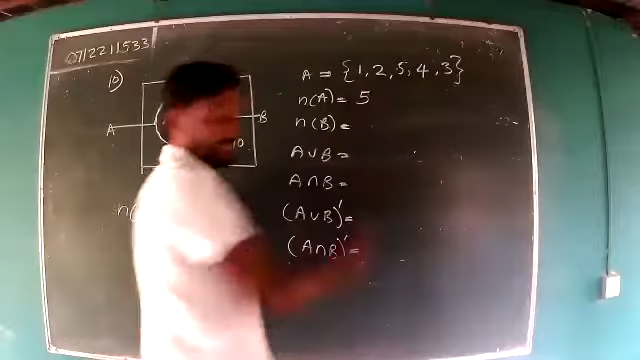 0712211533
10)
A
B
10
n(
A = {1, 2, 5, 4, 3}
n(A) = 5
n(B) =
A∪B =
A∩B =
(A∪B)' =
(A∩B)' =